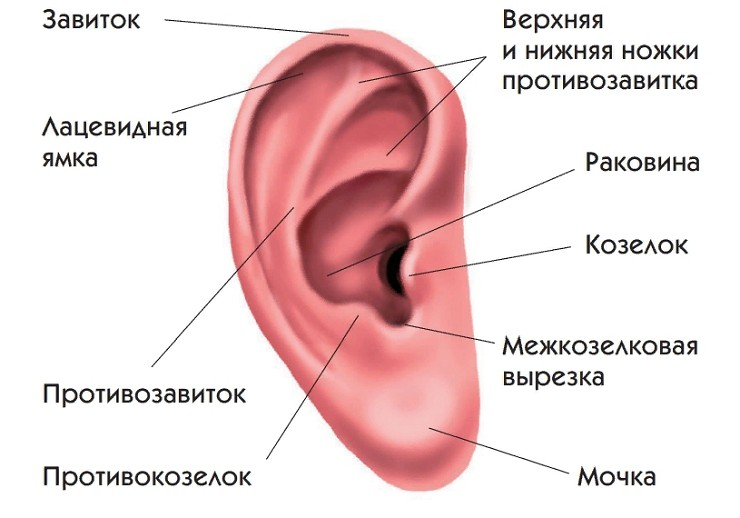 Завиток
Верхняя
и нижняя ножки
противозавитка
Лацевидная
ямка
Раковина
Козелок
Межкозелковая
вырезка
Противозавиток
Противокозелок
Мочка